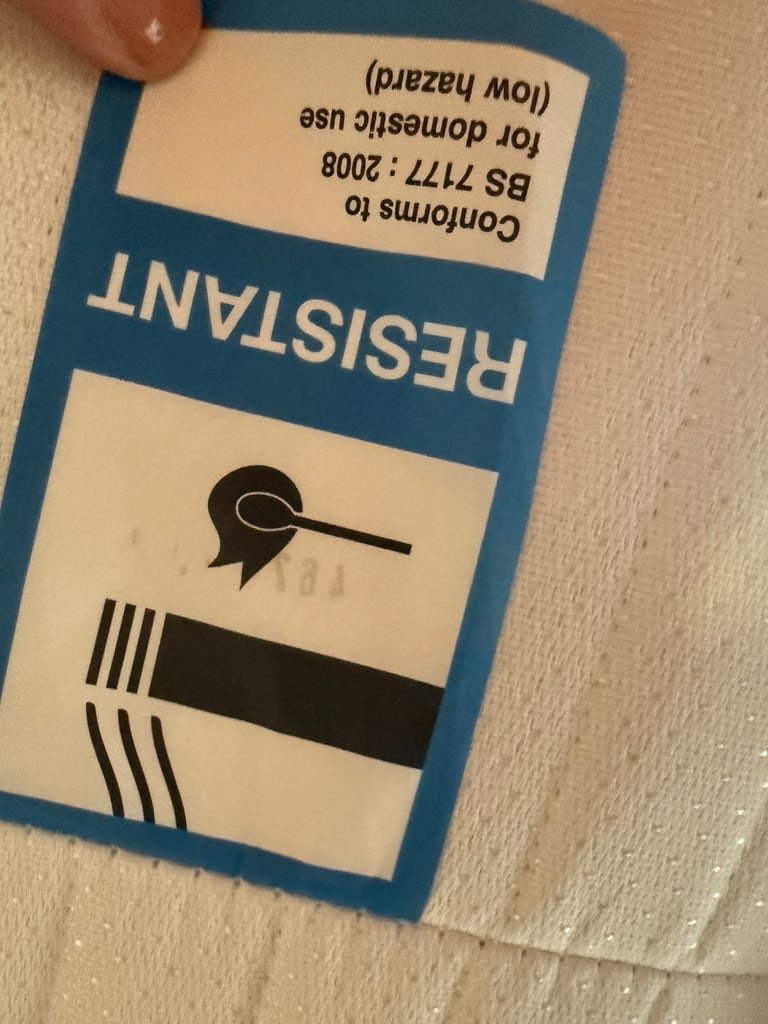 RESISTANT
Conforms to
BS 7177 : 2008
for domestic use
(low hazard)